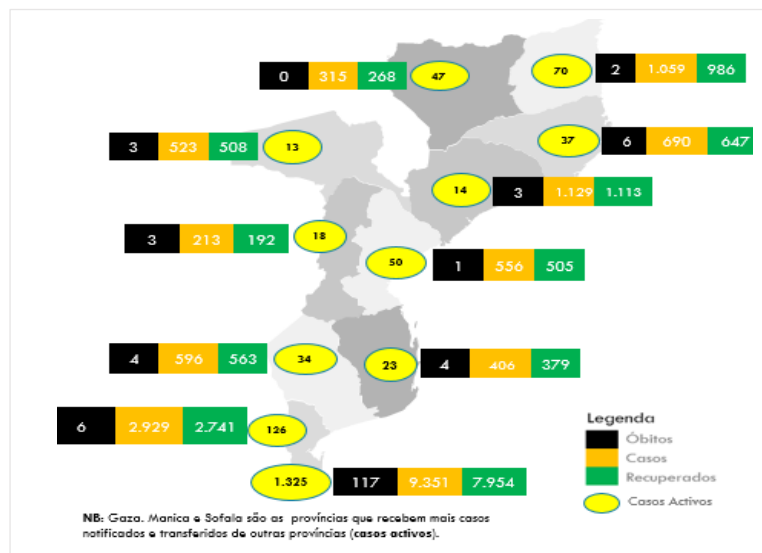 0 315 268 47
70 2 1.059 986
3 523 508 13
37 6 690 647
14 3 1.129 1.113
3 213 192 18
50 1 556 505
4 596 563 34
23 4 406 379
6 2.929 2.741 126
1.325 117 9.351 7.954
Legenda
Óbitos
Casos
Recuperados
Casos Activos
NB: Gaza. Manica e Sofala são as províncias que recebem mais casos
notificados e transferidos de outras províncias (casos activos).